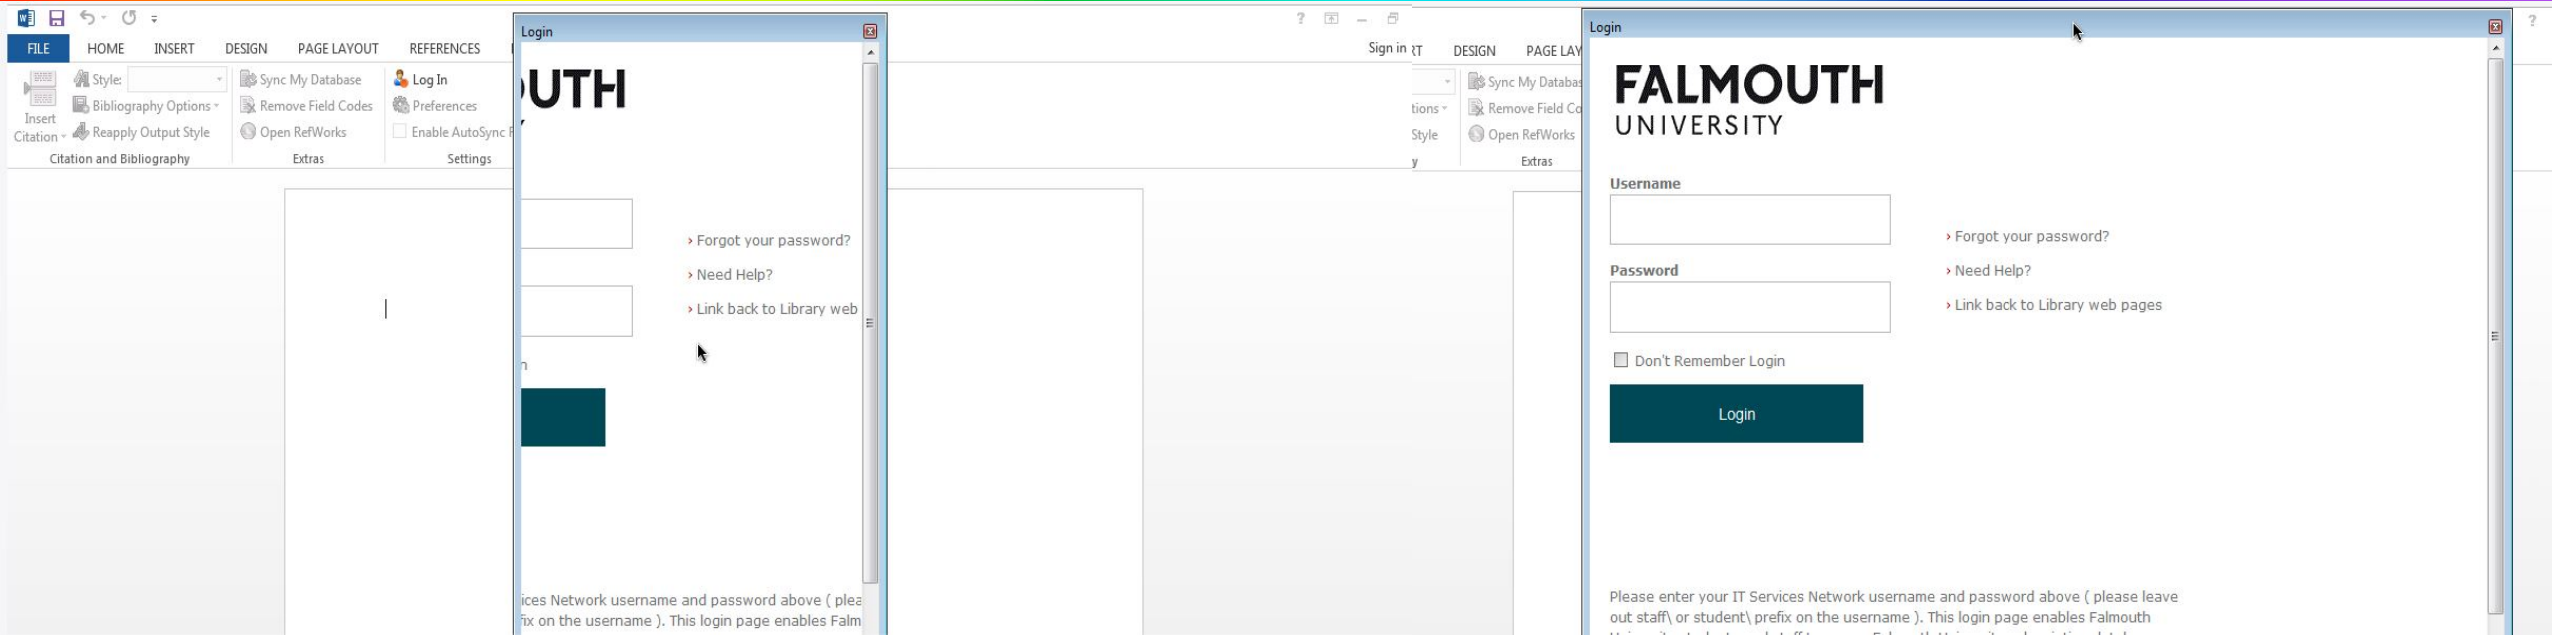 Login
?
FILE HOME INSERT DESIGN PAGE LAYOUT REFERENCES
Sign in
Style:
Sync My Database
Log In
Bibliography Options
Remove Field Codes
Preferences
Insert
Citation
Reapply Output Style
Open RefWorks
Enable AutoSync
Citation and Bibliography
Extras
Settings
OUTH
Forgot your password?
Need Help?
Link back to Library web
n
ices Network username and password above ( plea
fix on the username ). This login page enables Falm
RT DESIGN PAGE LAY
Sync My Databas
tions
Remove Field Co
Style
Open RefWorks
y
Extras
Login
?
FALMOUTH
UNIVERSITY
Username
Forgot your password?
Password
Need Help?
Link back to Library web pages
Don't Remember Login
Login
Please enter your IT Services Network username and password above ( please leave
out staff\ or student\ prefix on the username ). This login page enables Falmouth